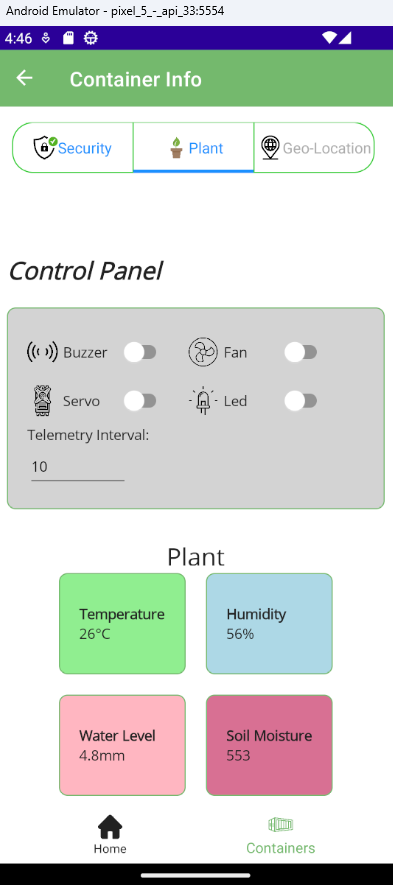 Android Emulator - pixel_5_-_api_33:5554
4:46
Container Info
Security Plant Geo-Location
Control Panel
Buzzer Fan
Servo Led
Telemetry Interval:
10
Plant
Temperature Humidity
26°C 56%
Water Level Soil Moisture
4.8mm 553
Home Containers